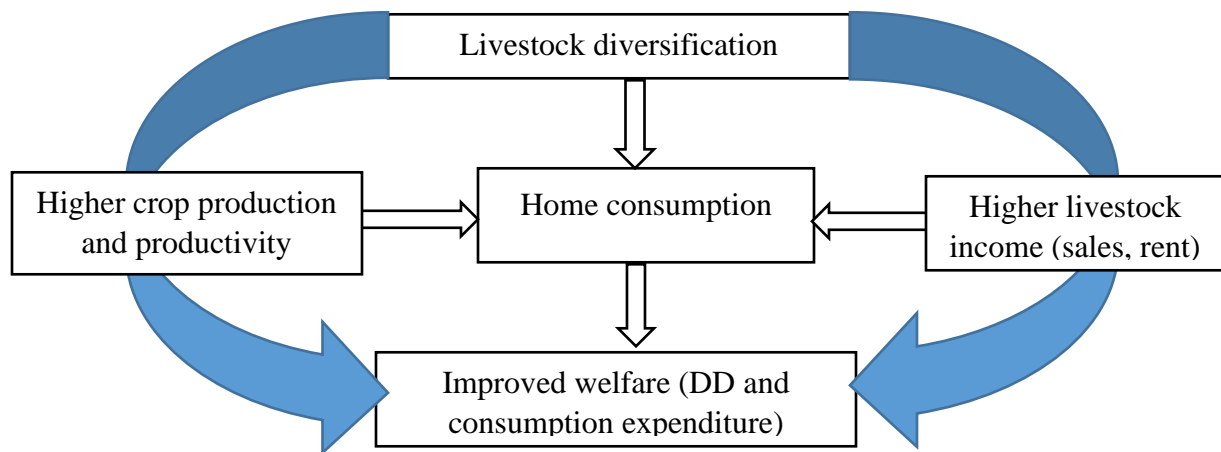 Livestock diversification
Higher crop production
and productivity
Home consumption
Higher livestock
income (sales, rent)
Improved welfare (DD and
consumption expenditure)